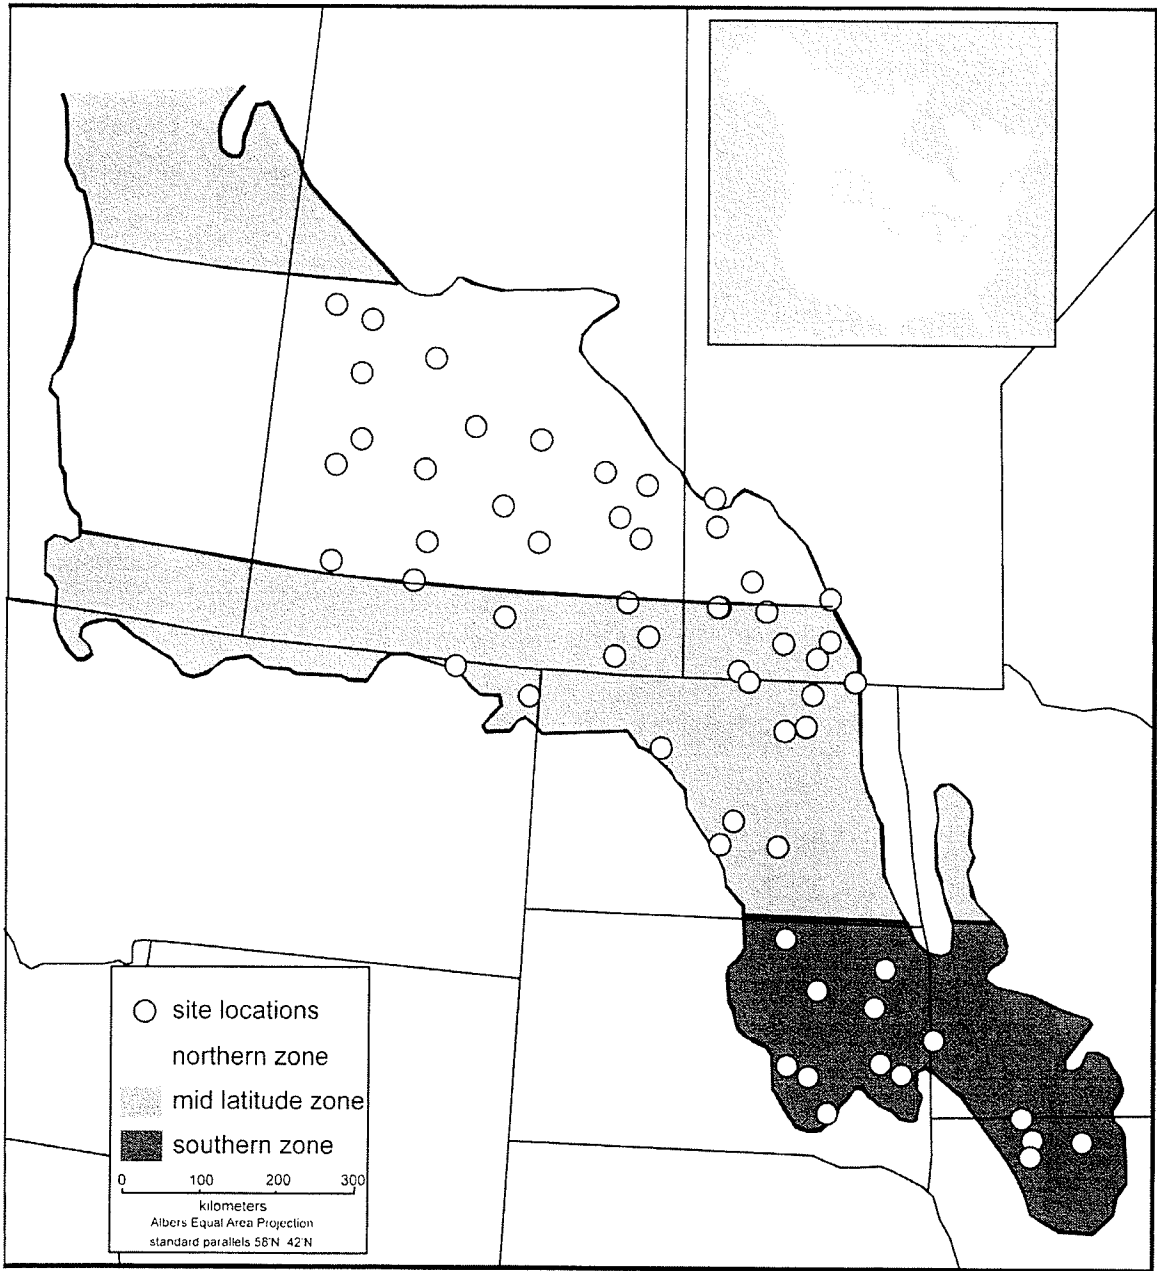 site locations
northern zone
mid latitude zone
southern zone
0 100 200 300
kilometers
Albers Equal Area Projection
standard parallels 58°N 42°N